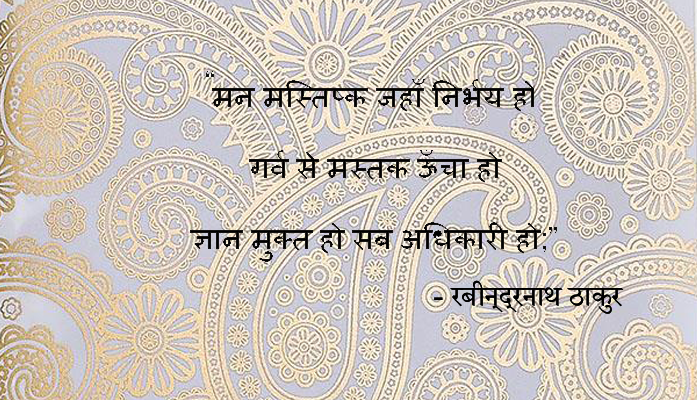 “मन मस्तिष्क जहाँ निर्भय हो
गर्व से मस्तक ऊँचा हो
ज्ञान मुक्त हो सब अधिकारी हों;”
- रबीन्द्रनाथ ठाकुर